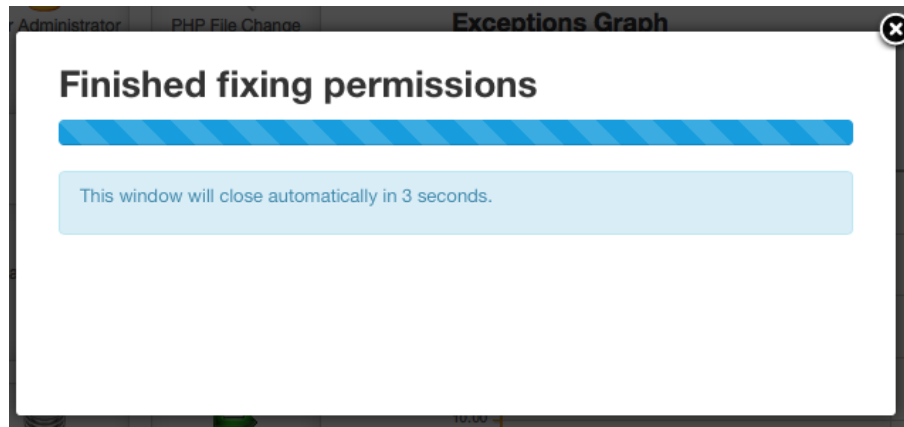 r Administrator
PHP File Change
Exceptions Graph
Finished fixing permissions
This window will close automatically in 3 seconds.
10.00